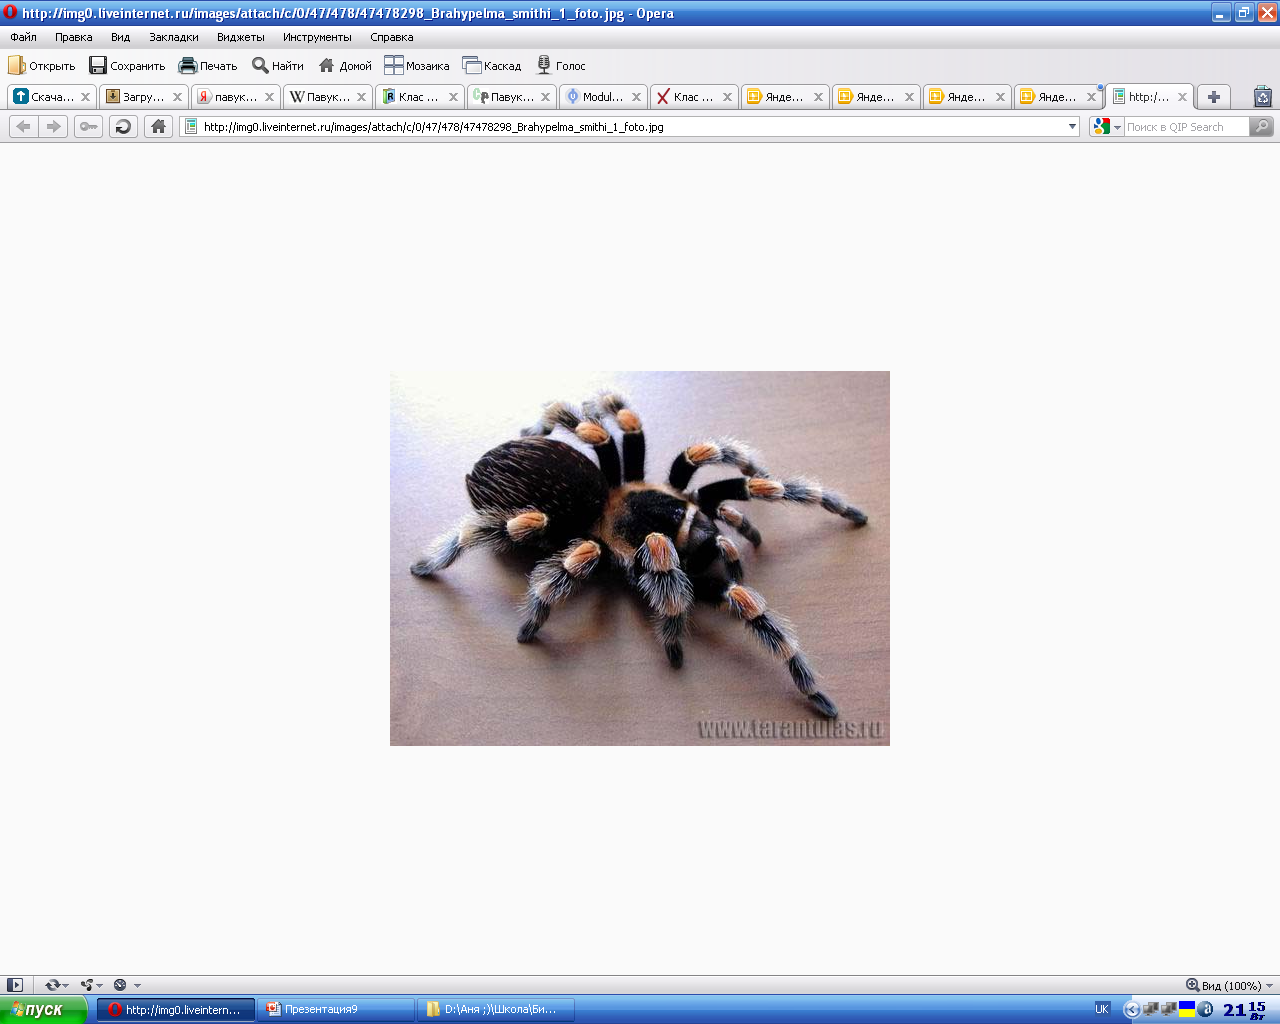 http://img0.liveinternet.ru/images/attach/c/0/47/478/47478298_Brahypelma_smithi_1_foto.jpg - Opera
Файл Правка Вид Закладки Виджеты Инструменты Справка
Открыть Сохранить Печать Найти Домой Мозаика Каскад Голос
Скача... Загру... павук... Павук... Клас ... Павук... Modul... Клас ... Янде... Янде... Янде... Янде... http:/...
http://img0.liveinternet.ru/images/attach/c/0/47/478/47478298_Brahypelma_smithi_1_foto.jpg Поиск в QIP Search
www.tarantulas.ru
Вид (100%)
пуск http://img0.liveintern... Презентация9 D:\Аня ;)\Школа\Би... UK 21 15 Вт